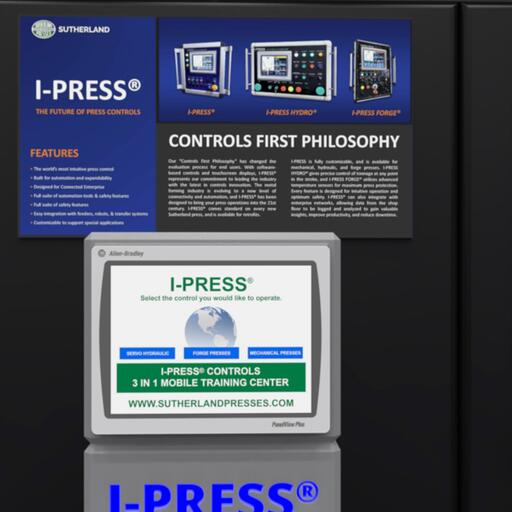 SUTHERLAND
I-PRESS®
THE FUTURE OF PRESS CONTROLS
FEATURES
• The world's most intuitive press control
• Built for automation and expandability
• Designed for Connected Enterprise
• Full suite of automation tools & safety features
• Full suite of safety features
• Easy integration with feeders, robots, & transfer systems
• Customizable to support special applications
I-PRESS®
I-PRESS HYDRO®
I-PRESS FORGE®
CONTROLS FIRST PHILOSOPHY
Our "Controls First Philosophy" has changed the
evaluation process for end users. With software-
based controls and touchscreen displays, I-PRESS®
represents our commitment to leading the industry
with the latest in controls innovation. The metal
forming industry is evolving to a new level of
connectivity and automation, and I-PRESS® has been
designed to bring your press operations into the 21st
century. I-PRESS® comes standard on every new
Sutherland press, and is available for retrofits.
I-PRESS is fully customizable, and is available for
mechanical, hydraulic, and forge presses. I-PRESS
HYDRO® gives precise control of tonnage at any point
in the stroke, and I-PRESS FORGE® utilizes advanced
temperature sensors for maximum press protection.
Every feature is designed for intuitive operation and
optimum safety. I-PRESS® can also integrate with
enterprise networks, allowing data from the shop
floor to be logged and analyzed to gain valuable
insights, improve productivity, and reduce downtime.
Allen-Bradley
I-PRESS®
Select the control you would like to operate.
SERVO HYDRAULIC
FORGE PRESSES
MECHANICAL PRESSES
I-PRESS® CONTROLS
3 IN 1 MOBILE TRAINING CENTER
WWW.SUTHERLANDPRESSES.COM
PanelView Plus
I-PRESS®